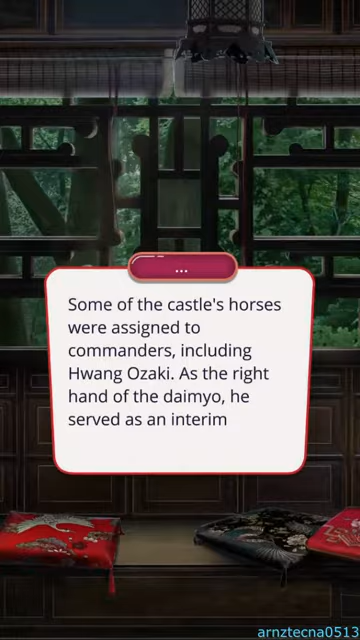 ...
Some of the castle's horses
were assigned to
commanders, including
Hwang Ozaki. As the right
hand of the daimyo, he
served as an interim
arnztecna0513